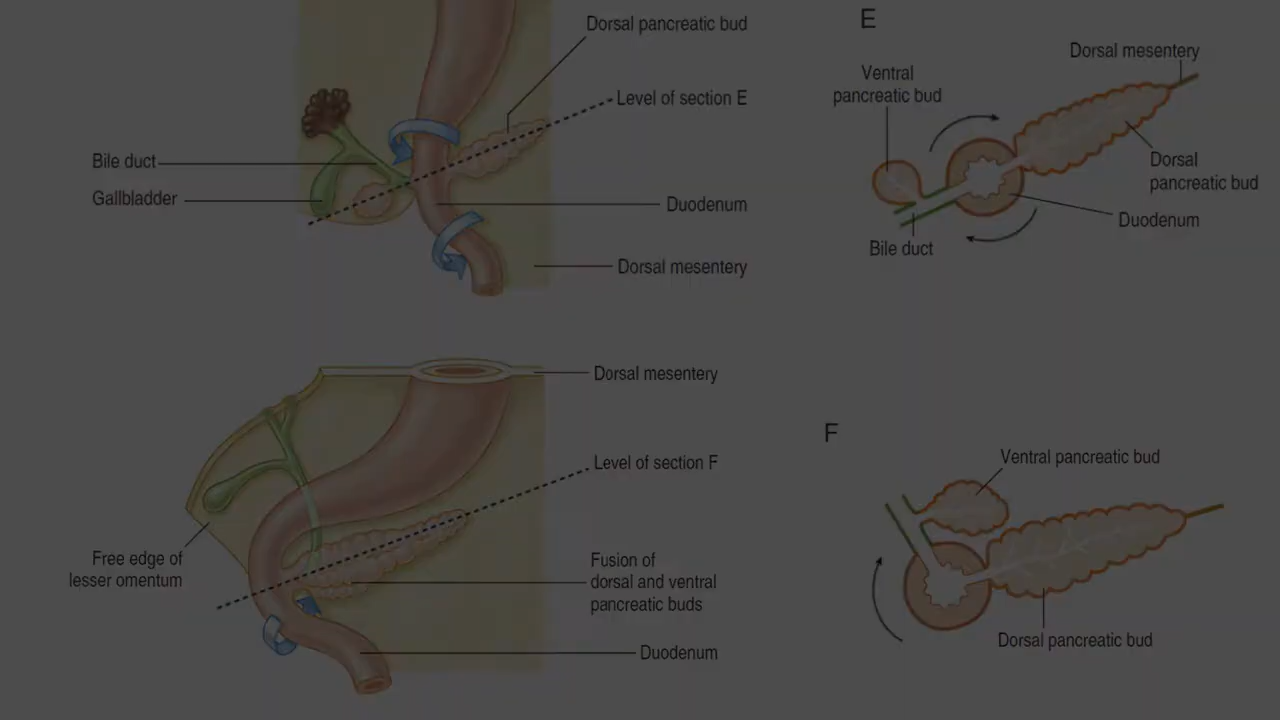 Dorsal pancreatic bud
Level of section E
Bile duct
Gallbladder
Duodenum
Dorsal mesentery
E
Dorsal mesentery
Ventral
pancreatic bud
Dorsal
pancreatic bud
Duodenum
Bile duct
Dorsal mesentery
Level of section F
Free edge of
lesser omentum
Fusion of
dorsal and ventral
pancreatic buds
Duodenum
F
Ventral pancreatic bud
Dorsal pancreatic bud